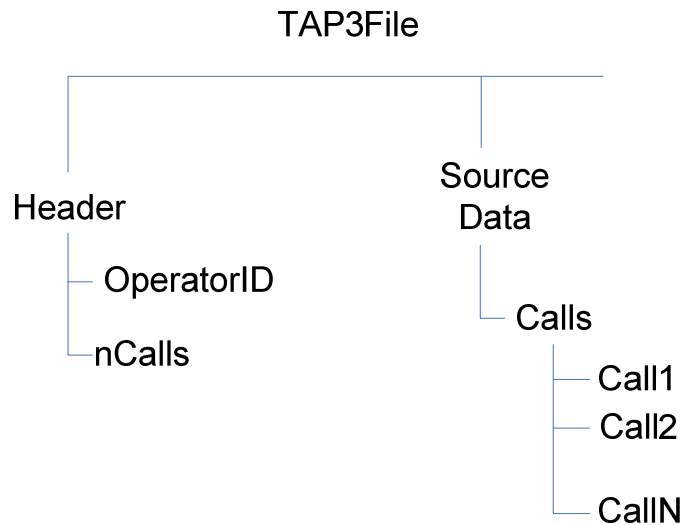 TAP3File
Header
OperatorID
nCalls
Source
Data
Calls
Call1
Call2
CallN